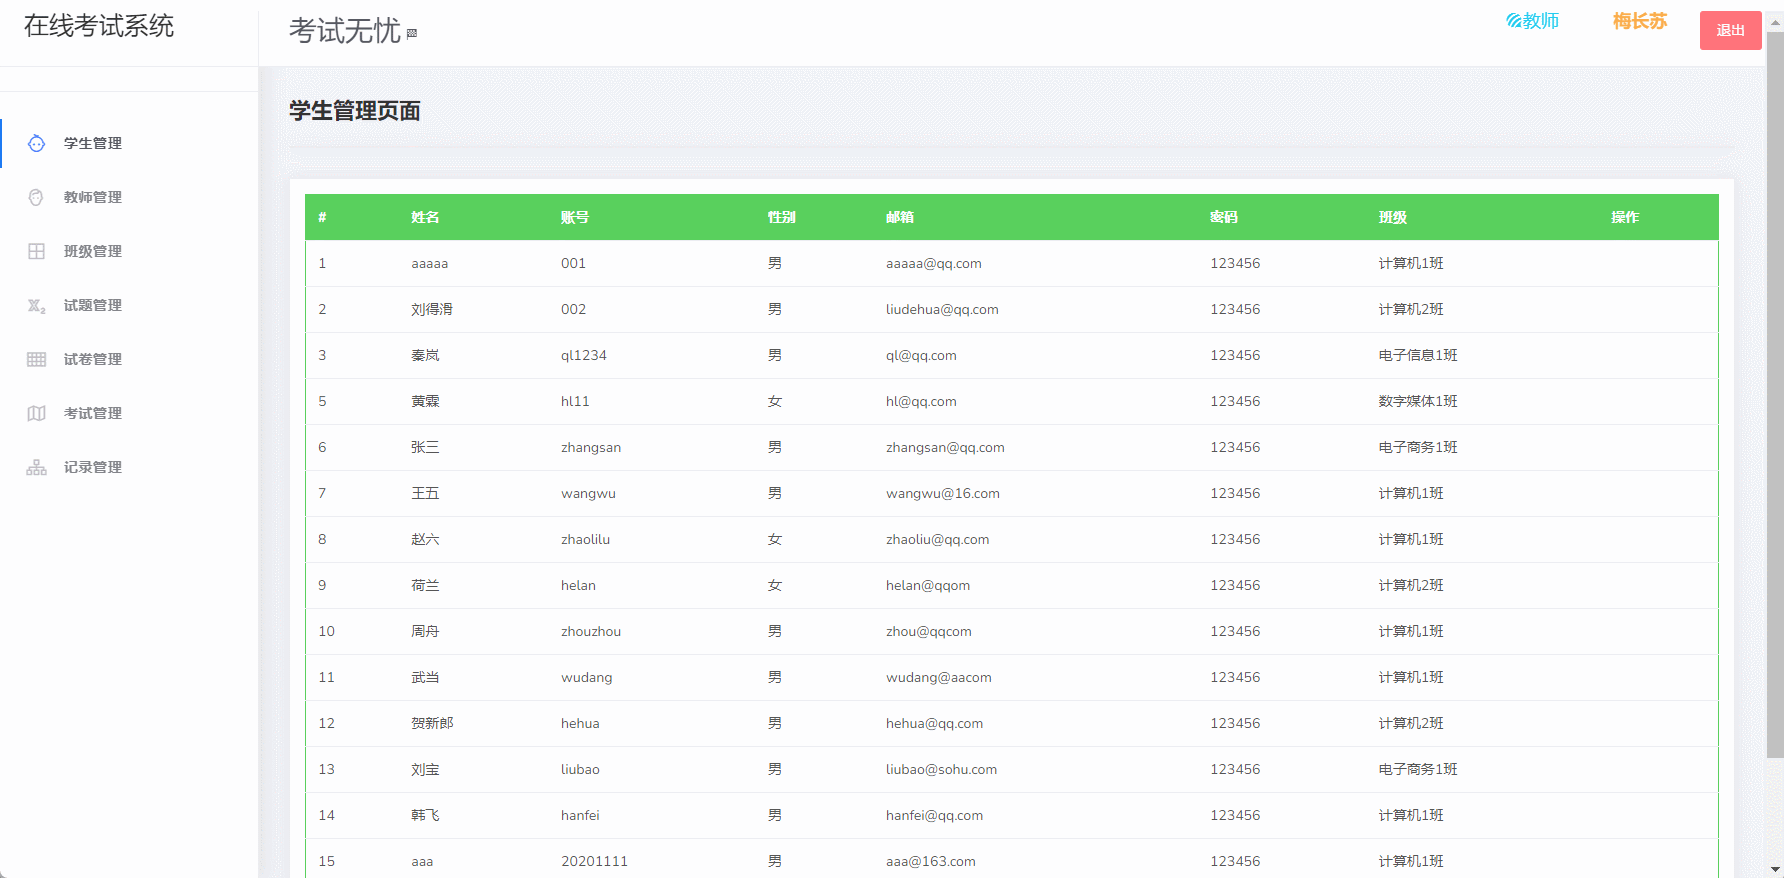 在线考试系统
考试无忧
教师
梅长苏
退出
学生管理
教师管理
班级管理
试题管理
试卷管理
考试管理
记录管理
学生管理页面
# 姓名 账号 性别 邮箱 密码 班级 操作
1 aaaaa 001 男 aaaaa@qq.com 123456 计算机1班
2 刘得滑 002 男 liudehua@qq.com 123456 计算机2班
3 秦岚 ql1234 男 ql@qq.com 123456 电子信息1班
5 黄霖 hl11 女 hl@qq.com 123456 数字媒体1班
6 张三 zhangsan 男 zhangsan@qq.com 123456 电子商务1班
7 王五 wangwu 男 wangwu@16.com 123456 计算机1班
8 赵六 zhaolilu 女 zhaoliu@qq.com 123456 计算机1班
9 荷兰 helan 女 helan@qqom 123456 计算机2班
10 周舟 zhouzhou 男 zhou@qqcom 123456 计算机1班
11 武当 wudang 男 wudang@aacom 123456 计算机1班
12 贺新郎 hehua 男 hehua@qq.com 123456 计算机2班
13 刘宝 liubao 男 liubao@sohu.com 123456 电子商务1班
14 韩飞 hanfei 男 hanfei@qq.com 123456 计算机1班
15 aaa 20201111 男 aaa@163.com 123456 计算机1班